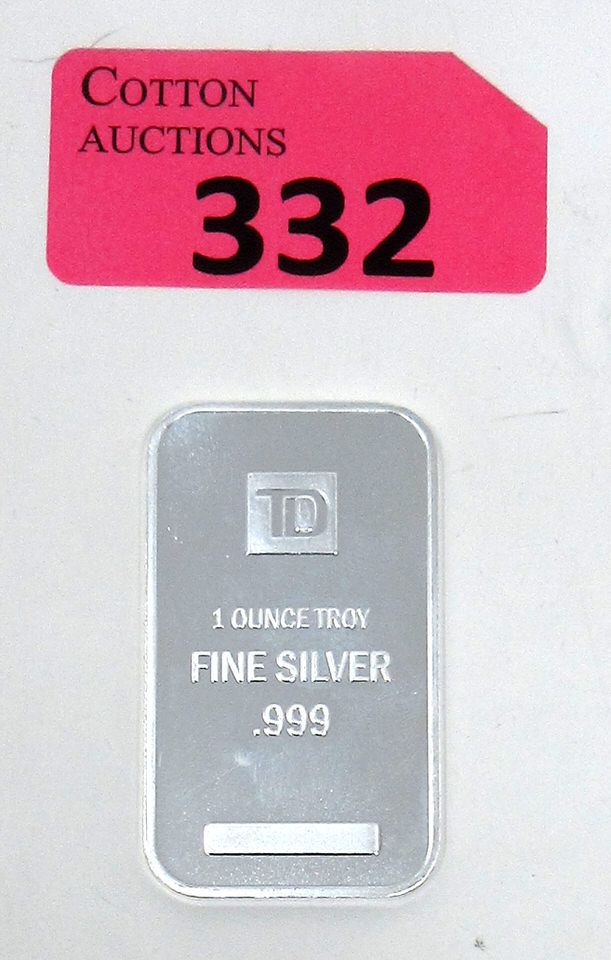 COTTON
AUCTIONS
332
TD
1 OUNCE TROY
FINE SILVER
.999